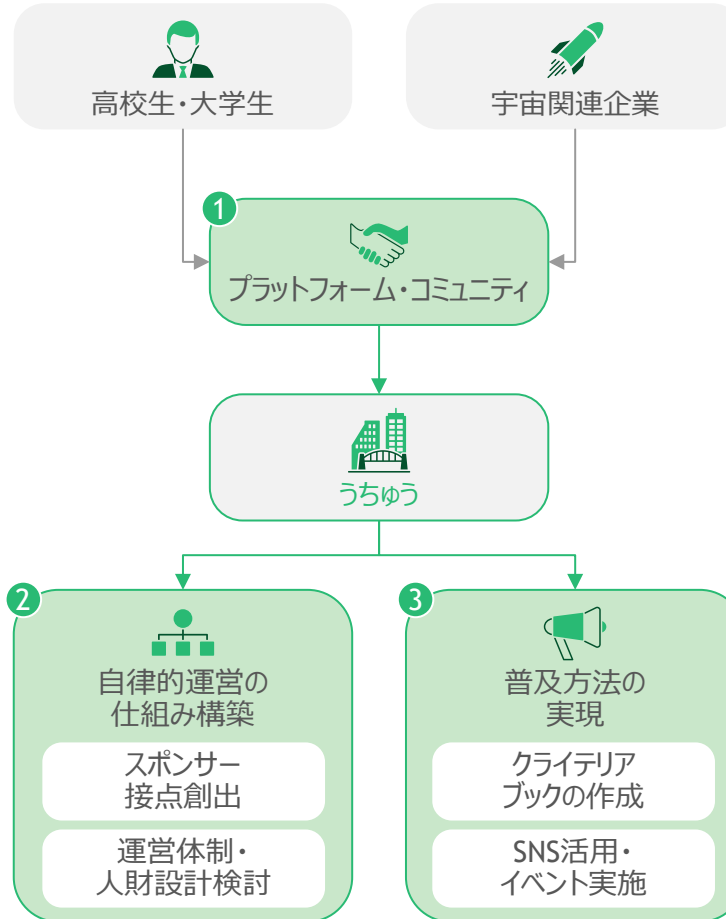 高校生・大学生
宇宙関連企業
1
プラットフォーム・コミュニティ
うちゅう
2
自律的運営の
仕組み構築
スポンサー
接点創出
運営体制・
人財設計検討
3
普及方法の
実現
クライテリア
ブックの作成
SNS活用・
イベント実施